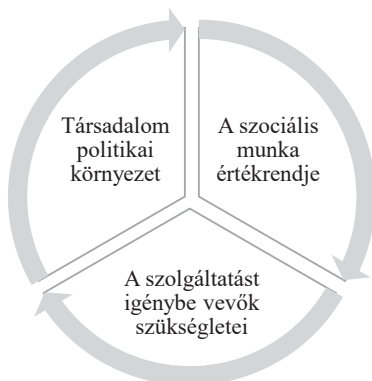 Társadalom
politikai
környezet
A szociális
munka
értékrendje
A szolgáltatást
igénybe vevők
szükségletei